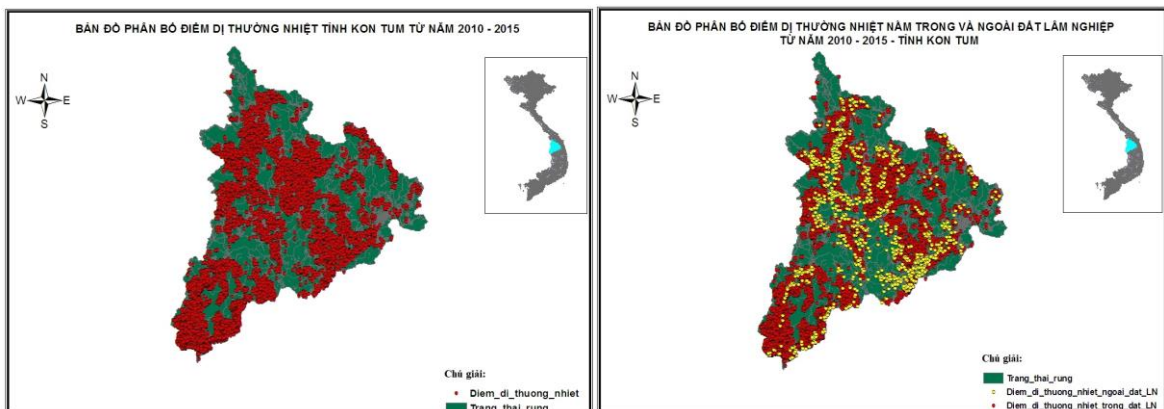 BẢN ĐỒ PHÂN BỐ ĐIỂM DỊ THƯỜNG NHIỆT TỈNH KON TUM TỪ NĂM 2010 - 2015
N
W E
S
Chú giải:
Diem_di_thuong_nhiet
Trang_thai_rung
BẢN ĐỒ PHÂN BỐ ĐIỂM DỊ THƯỜNG NHIỆT NẰM TRONG VÀ NGOÀI ĐẤT LÂM NGHIỆP
TỪ NĂM 2010 - 2015 - TỈNH KON TUM
N
W E
S
Chú giải:
Trang_thai_rung
Diem_di_thuong_nhiet_ngoai_dat_LN
Diem_di_thuong_nhiet_trong_dat_LN